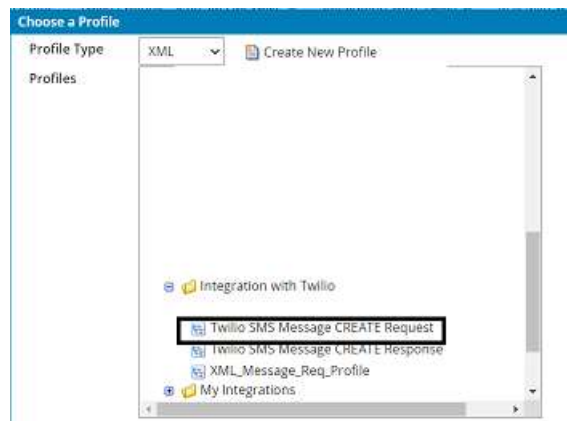 Choose a Profile
Profile Type XML Create New Profile
Profiles
Integration with Twilio
Twilio SMS Message CREATE Request
Twilio SMS Message CREATE Response
XML_Message_Req_Profile
My Integrations